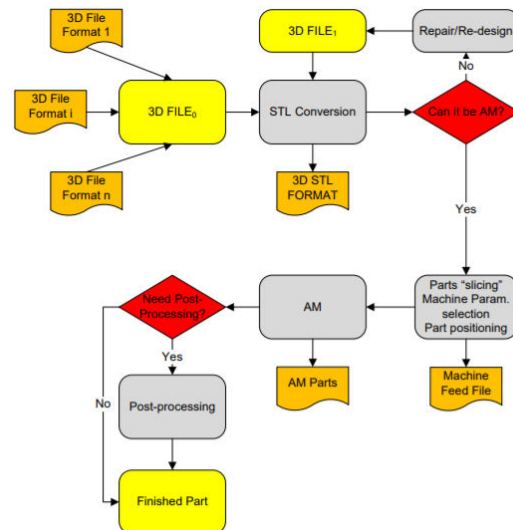 3D File
Format 1
3D File
Format i
3D File
Format n
3D FILE₀
3D FILE₁
STL Conversion
3D STL
FORMAT
Repair/Re-design
No
Can it be AM?
Yes
Parts “slicing”
Machine Param.
selection
Part positioning
Machine
Feed File
AM
AM Parts
Need Post-
Processing?
Yes
No
Post-processing
Finished Part